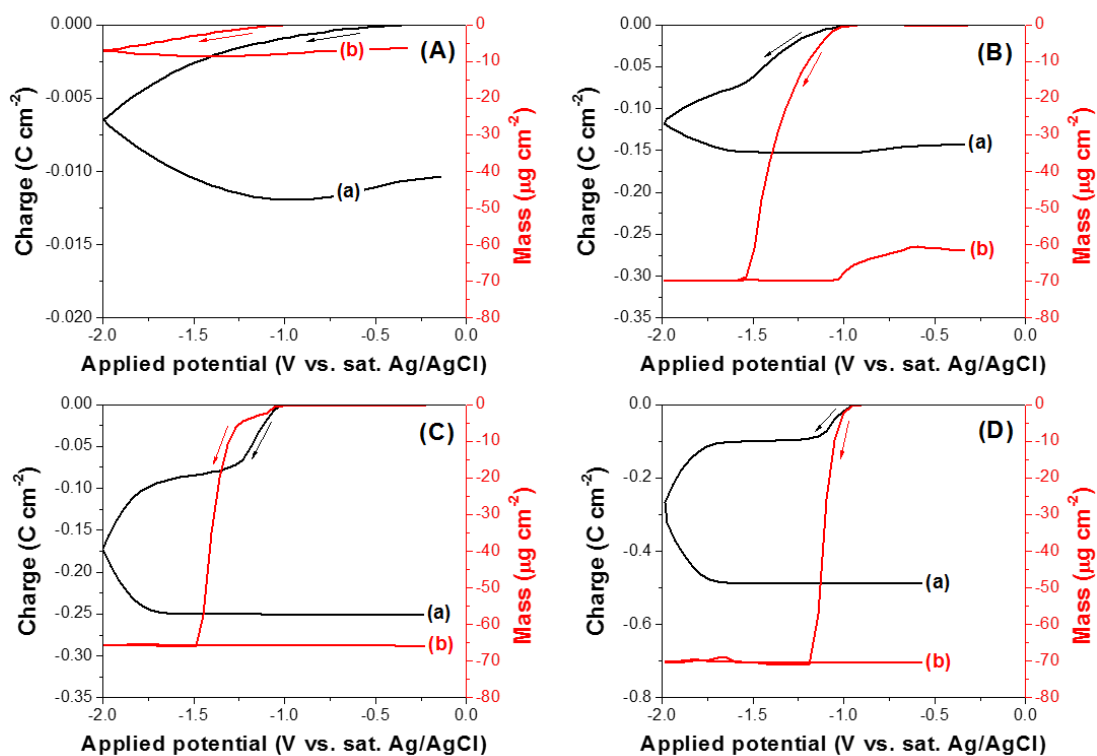 0.000
-0.005
-0.010
-0.015
-0.020
Charge (C cm⁻²)
-2.0 -1.5 -1.0 -0.5 0.0
Applied potential (V vs. sat. Ag/AgCl)
0
-10
-20
-30
-40
-50
-60
-70
-80
Mass (μg cm⁻²)
(A)
(b)
(a)
0.00
-0.05
-0.10
-0.15
-0.20
-0.25
-0.30
-0.35
Charge (C cm⁻²)
-2.0 -1.5 -1.0 -0.5 0.0
Applied potential (V vs. sat. Ag/AgCl)
0
-10
-20
-30
-40
-50
-60
-70
-80
Mass (μg cm⁻²)
(B)
(a)
(b)
0.00
-0.05
-0.10
-0.15
-0.20
-0.25
-0.30
-0.35
Charge (C cm⁻²)
-2.0 -1.5 -1.0 -0.5 0.0
Applied potential (V vs. sat. Ag/AgCl)
0
-10
-20
-30
-40
-50
-60
-70
-80
Mass (μg cm⁻²)
(C)
(a)
(b)
0.0
-0.2
-0.4
-0.6
-0.8
Charge (C cm⁻²)
-2.0 -1.5 -1.0 -0.5 0.0
Applied potential (V vs. sat. Ag/AgCl)
0
-10
-20
-30
-40
-50
-60
-70
-80
Mass (μg cm⁻²)
(D)
(a)
(b)